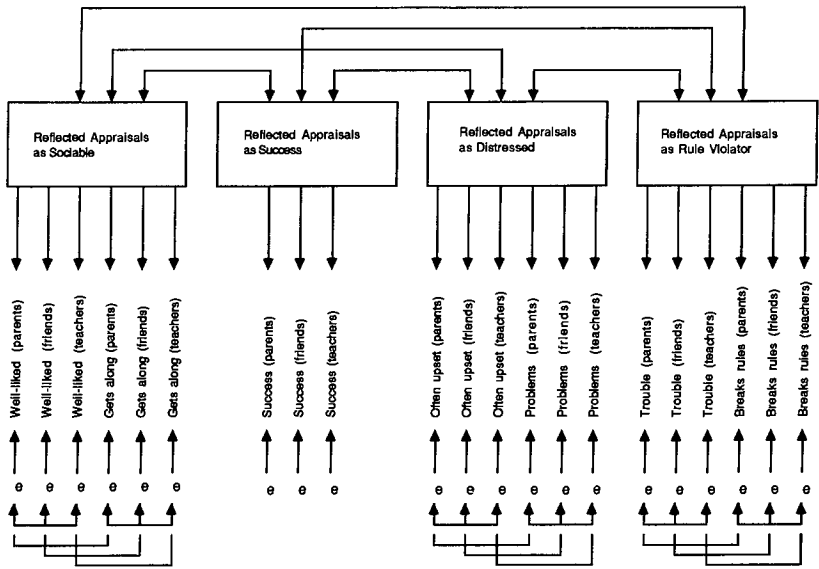 Reflected Appraisals
as Sociable
Reflected Appraisals
as Success
Reflected Appraisals
as Distressed
Reflected Appraisals
as Rule Violator
Well-liked (parents)
Well-liked (friends)
Well-liked (teachers)
Gets along (parents)
Gets along (friends)
Gets along (teachers)
Success (parents)
Success (friends)
Success (teachers)
Often upset (parents)
Often upset (friends)
Often upset (teachers)
Problems (parents)
Problems (friends)
Problems (teachers)
Trouble (parents)
Trouble (friends)
Trouble (teachers)
Breaks rules (parents)
Breaks rules (friends)
Breaks rules (teachers)
e e e e e e e e e e e e e e e e e e e e e